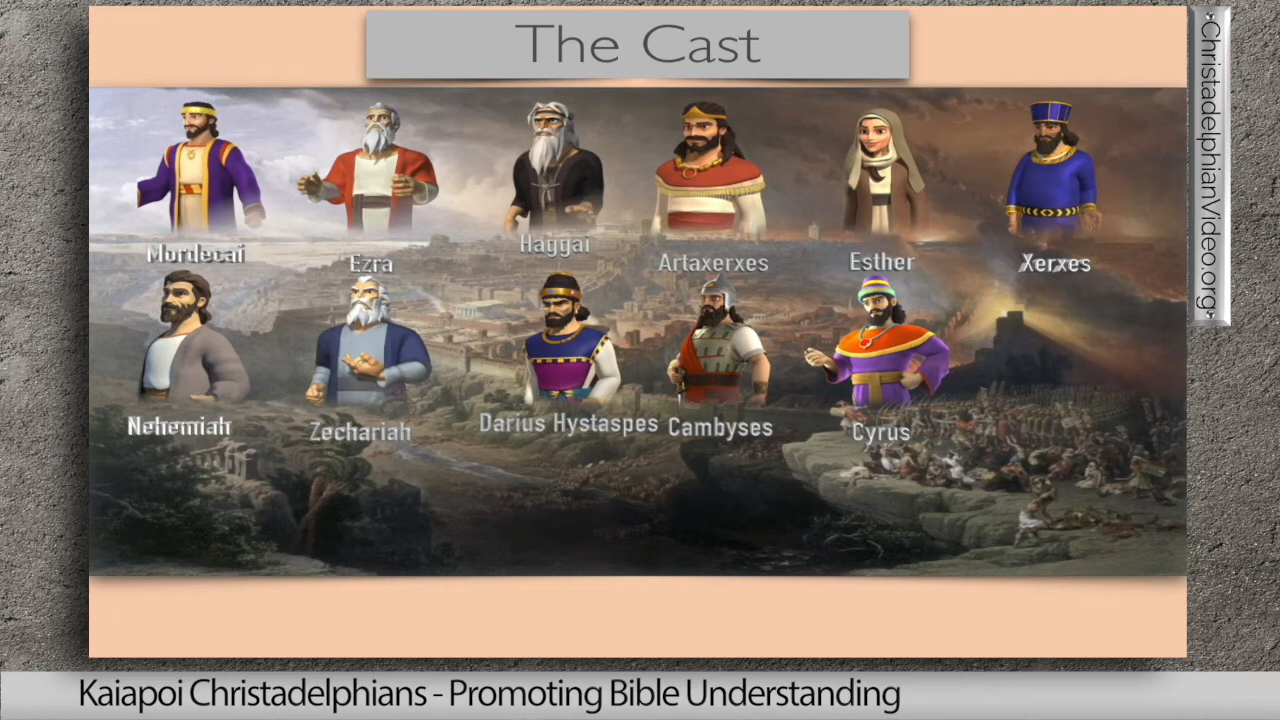 The Cast
Mordecai
Ezra
Haggai
Artaxerxes
Esther
Xerxes
Nehemiah
Zechariah
Darius Hystaspes
Cambyses
Cyrus
ChristadelphianVideo.org
Kaiapoi Christadelphians - Promoting Bible Understanding